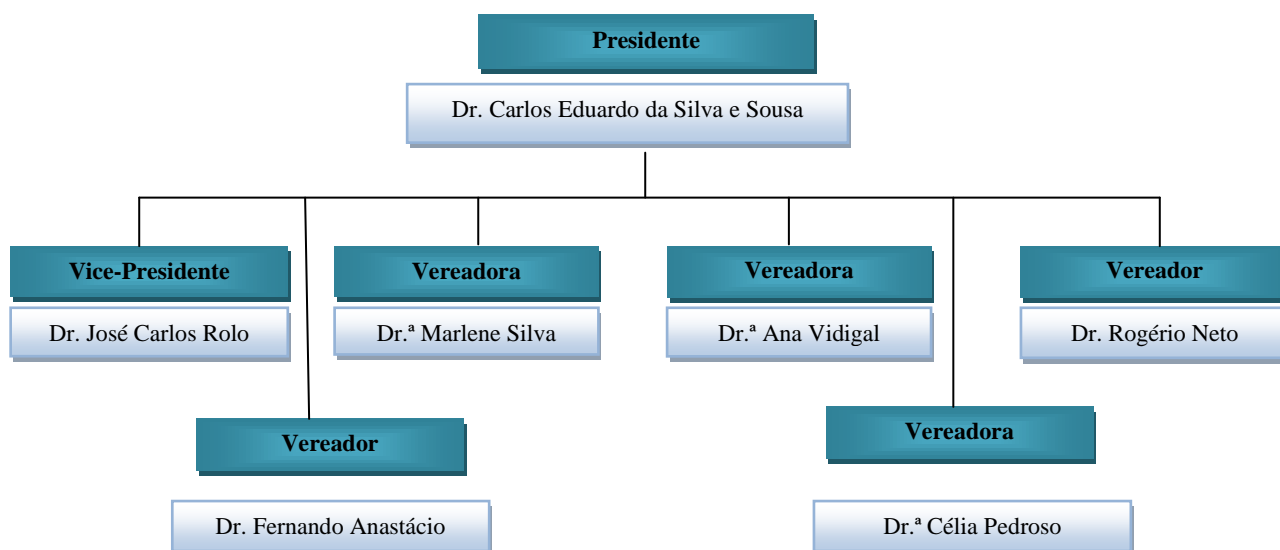 Presidente
Dr. Carlos Eduardo da Silva e Sousa
Vice-Presidente
Dr. José Carlos Rolo
Vereadora
Dr.ª Marlene Silva
Vereadora
Dr.ª Ana Vidigal
Vereador
Dr. Rogério Neto
Vereador
Dr. Fernando Anastácio
Vereadora
Dr.ª Célia Pedroso